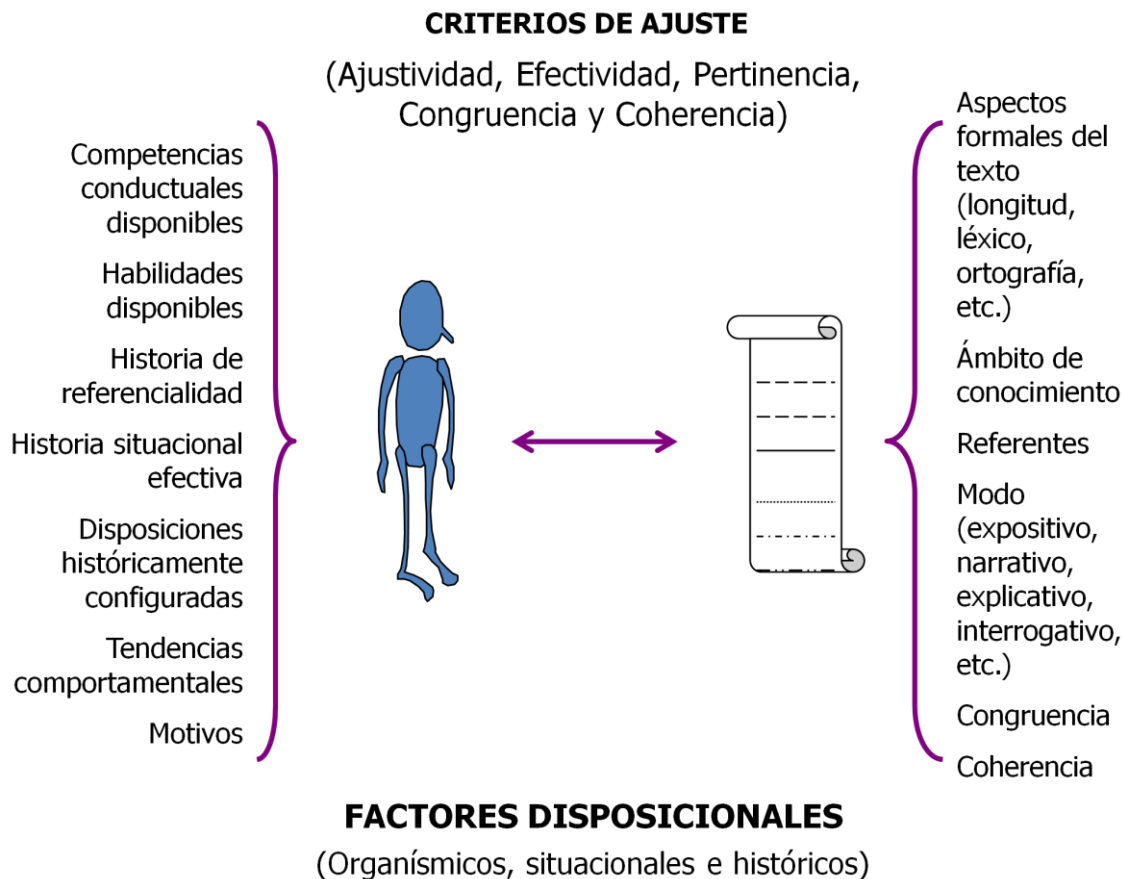 CRITERIOS DE AJUSTE
(Ajustividad, Efectividad, Pertinencia,
Congruencia y Coherencia)
Competencias
conductuales
disponibles
Habilidades
disponibles
Historia de
referencialidad
Historia situacional
efectiva
Disposiciones
históricamente
configuradas
Tendencias
comportamentales
Motivos
Aspectos
formales del
texto
(longitud,
léxico,
ortografía,
etc.)
Ámbito de
conocimiento
Referentes
Modo
(expositivo,
narrativo,
explicativo,
interrogativo,
etc.)
Congruencia
Coherencia
FACTORES DISPOSICIONALES
(Organísmicos, situacionales e históricos)